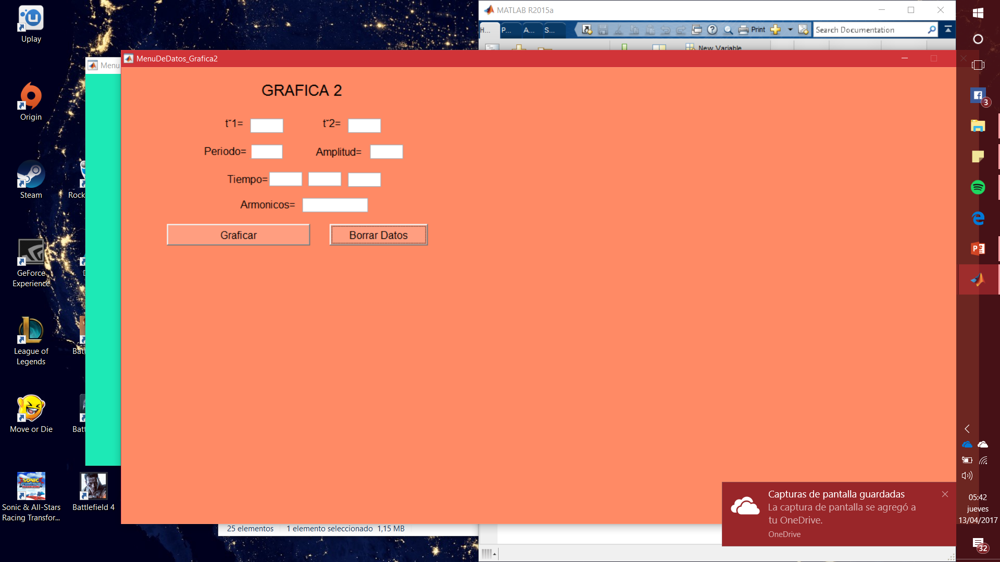 Uplay
Origin
Steam
Rock
GeForce
Experience
League of
Legends
Bat
Move or Die
Bat
Sonic & All-Stars
Racing Transfor...
Battlefield 4
Menu
MATLAB R2015a
H...
P...
A...
S...
Print
Search Documentation
New Variable
MenuDeDatos_Grafica2
GRAFICA 2
t˘1=
t˘2=
Periodo=
Amplitud=
Tiempo=
Armonicos=
Graficar
Borrar Datos
25 elementos
1 elemento seleccionado 1,15 MB
Capturas de pantalla guardadas
La captura de pantalla se agregó a
tu OneDrive.
OneDrive
3
05:42
jueves
13/04/2017
32